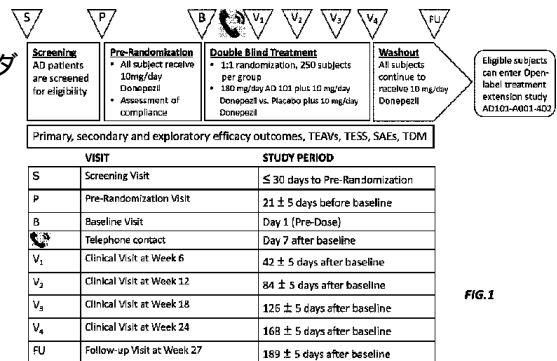 S P B V₁ V₂ V₃ V₄ FU
ダ
Screening
AD patients
are screened
for eligibility
Pre-Randomization
• All subject receive
10mg/day
Donepezil
• Assessment of
compliance
Double Blind Treatment
• 1:1 randomization, 250 subjects
per group
• 180 mg/day AD 101 plus 10 mg/day
Donepezil vs. Placebo plus 10 mg/day
Donepezil
Washout
All subjects
continue to
receive 10 mg/day
Donepezil
Eligible subjects
can enter Open-
label treatment
extension study
AD101-A001-402
Primary, secondary and exploratory efficacy outcomes, TEAVs, TESS, SAEs, TDM
VISIT STUDY PERIOD
S Screening Visit ≤ 30 days to Pre-Randomization
P Pre-Randomization Visit 21 ± 5 days before baseline
B Baseline Visit Day 1 (Pre-Dose)
Telephone contact Day 7 after baseline
V₁ Clinical Visit at Week 6 42 ± 5 days after baseline
V₂ Clinical Visit at Week 12 84 ± 5 days after baseline
V₃ Clinical Visit at Week 18 126 ± 5 days after baseline
V₄ Clinical Visit at Week 24 168 ± 5 days after baseline
FU Follow-up Visit at Week 27 189 ± 5 days after baseline
FIG.1